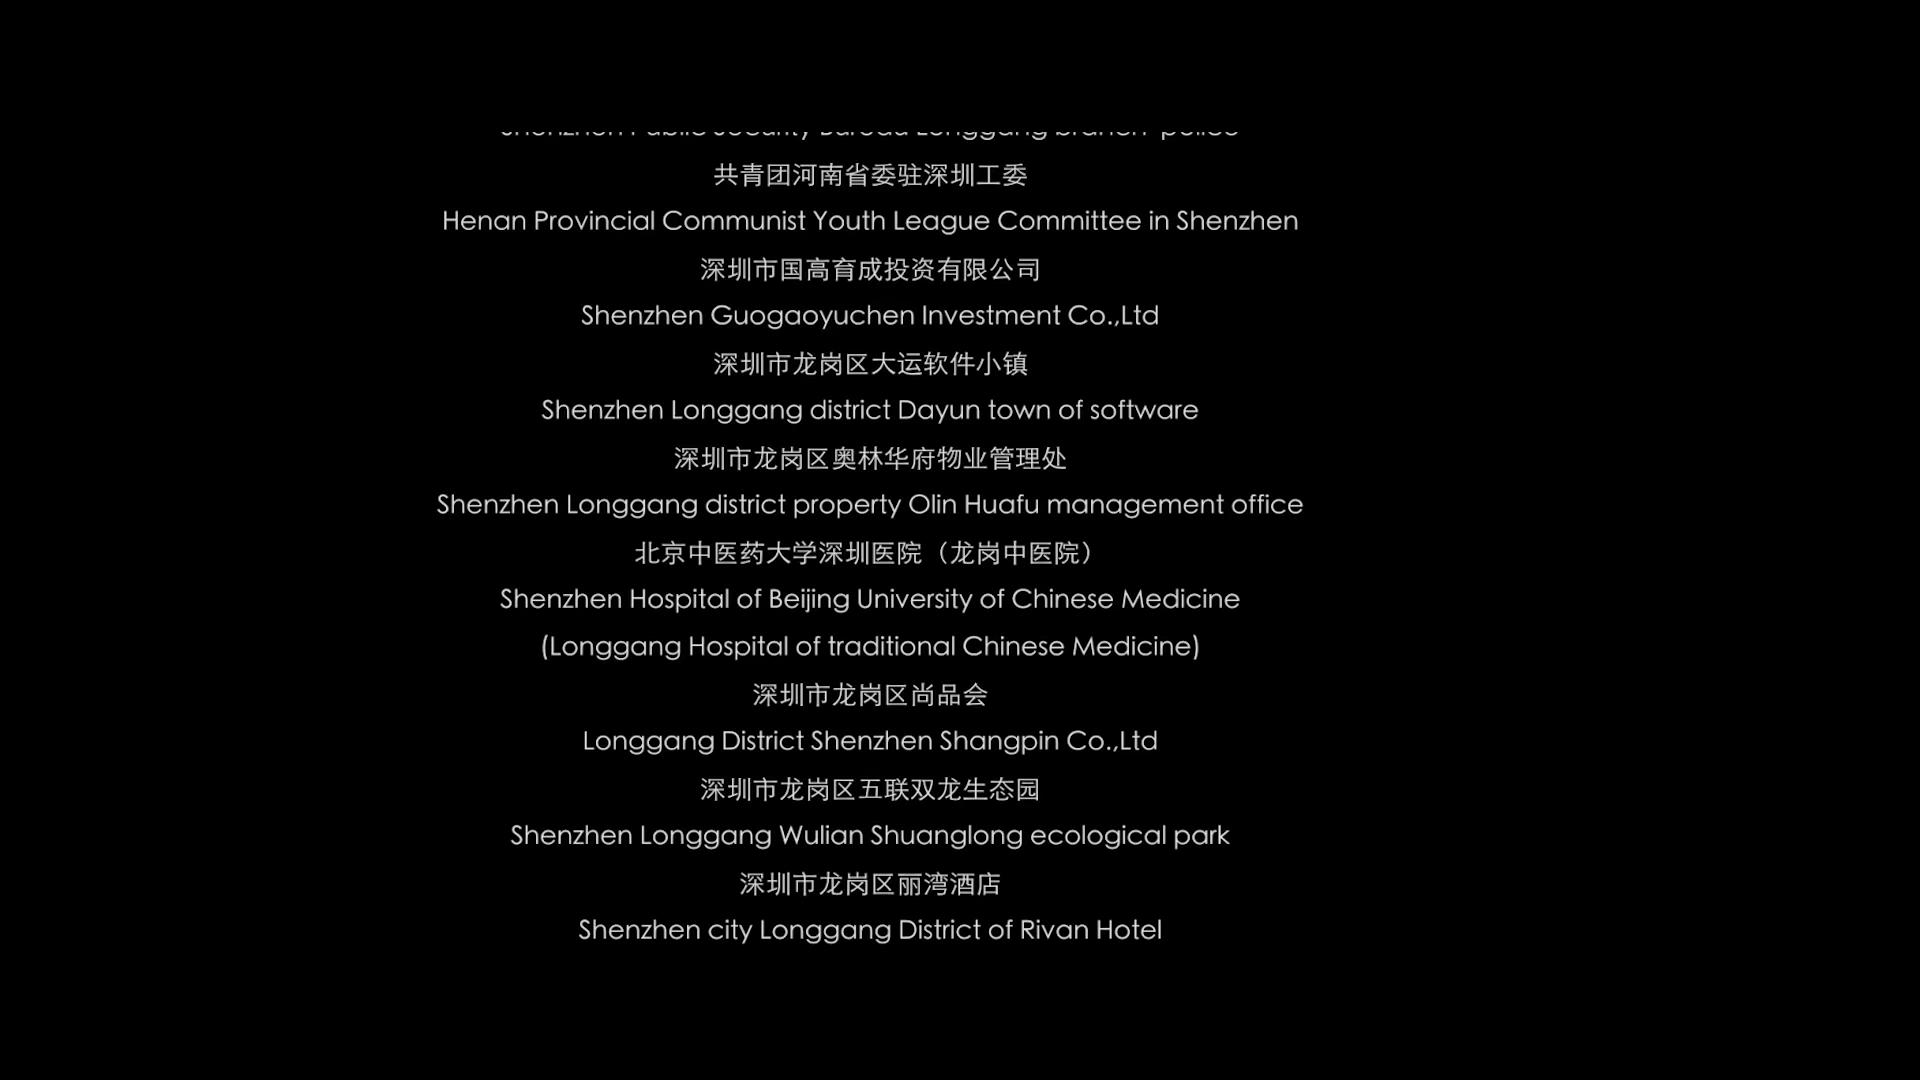 Shenzhen Public Security Bureau Longgang branch police
共青团河南省委驻深圳工委
Henan Provincial Communist Youth League Committee in Shenzhen
深圳市国高育成投资有限公司
Shenzhen Guogaoyuchen Investment Co.,Ltd
深圳市龙岗区大运软件小镇
Shenzhen Longgang district Dayun town of software
深圳市龙岗区奥林华府物业管理处
Shenzhen Longgang district property Olin Huafu management office
北京中医药大学深圳医院（龙岗中医院）
Shenzhen Hospital of Beijing University of Chinese Medicine
(Longgang Hospital of traditional Chinese Medicine)
深圳市龙岗区尚品会
Longgang District Shenzhen Shangpin Co.,Ltd
深圳市龙岗区五联双龙生态园
Shenzhen Longgang Wulian Shuanglong ecological park
深圳市龙岗区丽湾酒店
Shenzhen city Longgang District of Rivan Hotel